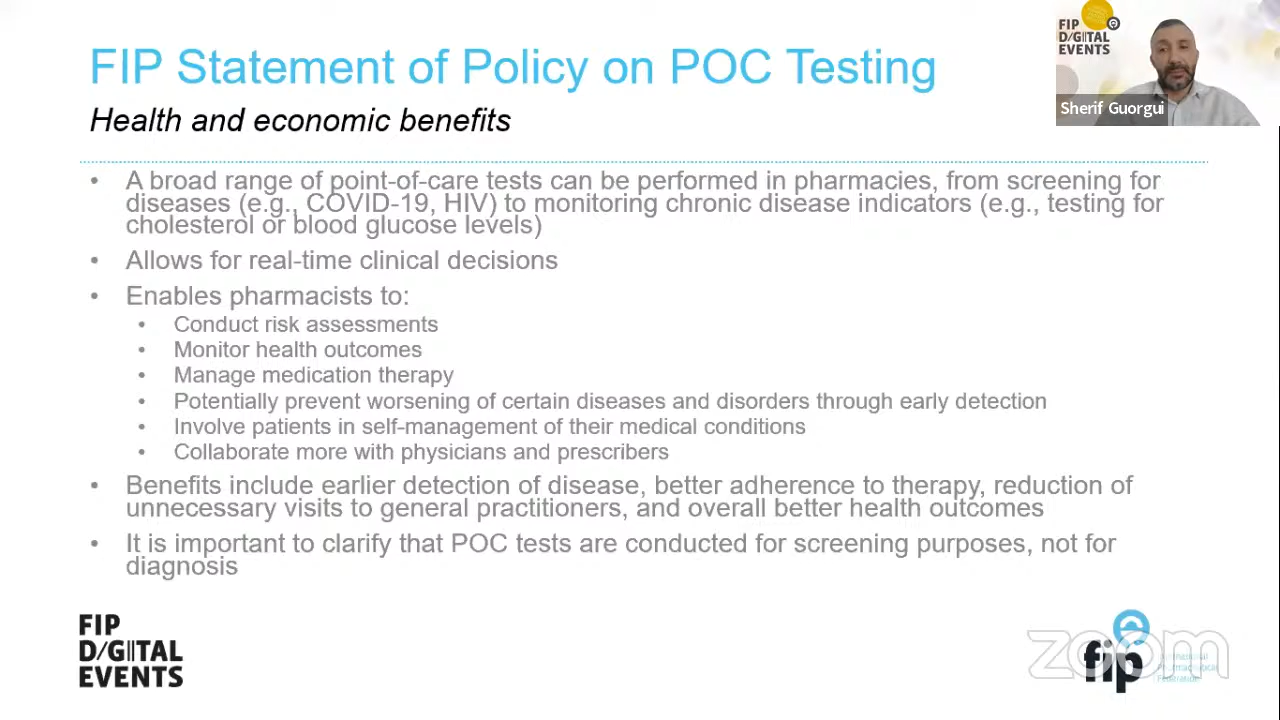 FIP Statement of Policy on POC Testing
Health and economic benefits
FIP
D/GITAL
EVENTS
Sherif Guorgui
• A broad range of point-of-care tests can be performed in pharmacies, from screening for
diseases (e.g., COVID-19, HIV) to monitoring chronic disease indicators (e.g., testing for
cholesterol or blood glucose levels)
• Allows for real-time clinical decisions
• Enables pharmacists to:
• Conduct risk assessments
• Monitor health outcomes
• Manage medication therapy
• Potentially prevent worsening of certain diseases and disorders through early detection
• Involve patients in self-management of their medical conditions
• Collaborate more with physicians and prescribers
• Benefits include earlier detection of disease, better adherence to therapy, reduction of
unnecessary visits to general practitioners, and overall better health outcomes
• It is important to clarify that POC tests are conducted for screening purposes, not for
diagnosis
FIP
D/GITAL
EVENTS
zoom
fip
International
Pharmaceutical
Federation